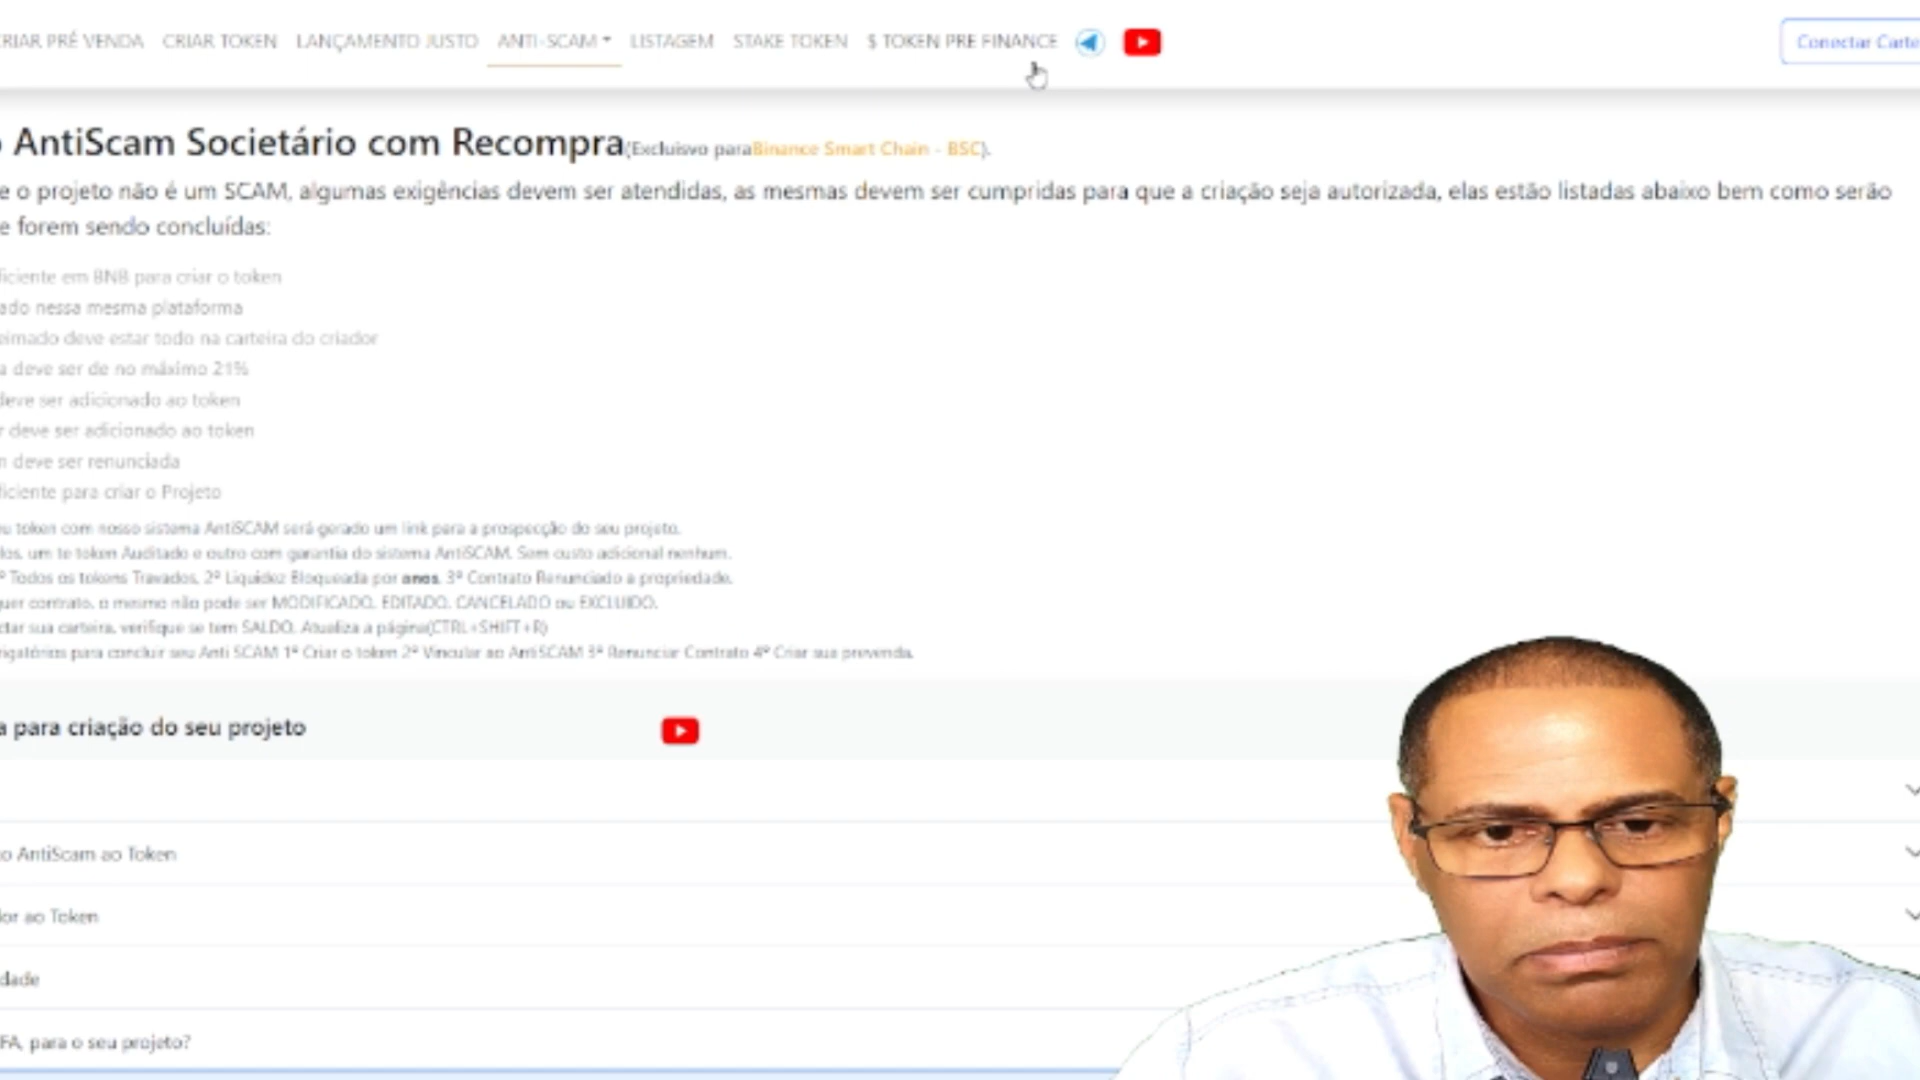 RIAR PRÉ VENDA CRIAR TOKEN LANÇAMENTO JUSTO ANTI-SCAM LISTAGEM STAKE TOKEN $ TOKEN PRE FINANCE Conectar Carte
AntiScam Societário com Recompra(Excluisvo paraBinance Smart Chain - BSC).
e o projeto não é um SCAM, algumas exigências devem ser atendidas, as mesmas devem ser cumpridas para que a criação seja autorizada, elas estão listadas abaixo bem como serão
e forem sendo concluídas:
ficiente em BNB para criar o token
ado nessa mesma plataforma
eimado deve estar todo na carteira do criador
a deve ser de no máximo 21%
deve ser adicionado ao token
r deve ser adicionado ao token
n deve ser renunciada
ficiente para criar o Projeto
u token com nosso sistema AntiSCAM será gerado um link para a prospecção do seu projeto.
los, um te token Auditado e outro com garantia do sistema AntiSCAM. Sem custo adicional nenhum.
º Todos os tokens Travados, 2º Liquidez Bloqueada por anos, 3º Contrato Renunciado a propriedade.
uer contrato, o mesmo não pode ser MODIFICADO, EDITADO, CANCELADO ou EXCLUIDO.
ctar sua carteira, verifique se tem SALDO. Atualiza a página(CTRL+SHIFT+R)
rigatórios para concluir seu Anti SCAM 1º Criar o token 2º Vincular ao AntiSCAM 3º Renunciar Contrato 4º Criar sua prevenda.
a para criação do seu projeto
o AntiScam ao Token
lor ao Token
dade
FA, para o seu projeto?